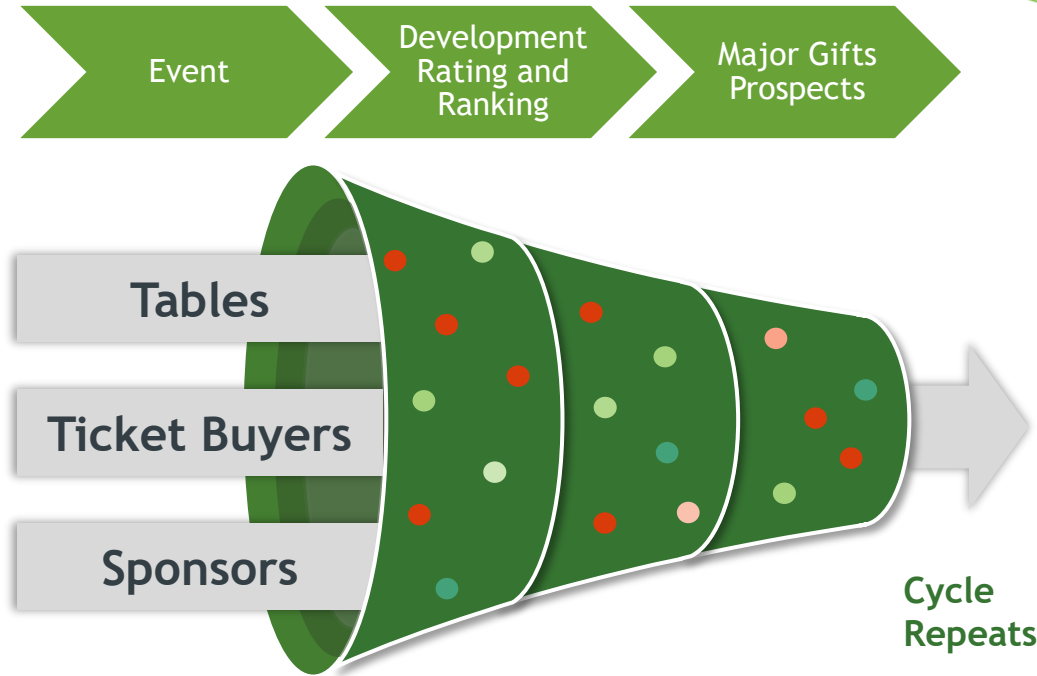 Event
Development
Rating and
Ranking
Major Gifts
Prospects
Tables
Ticket Buyers
Sponsors
Cycle
Repeats